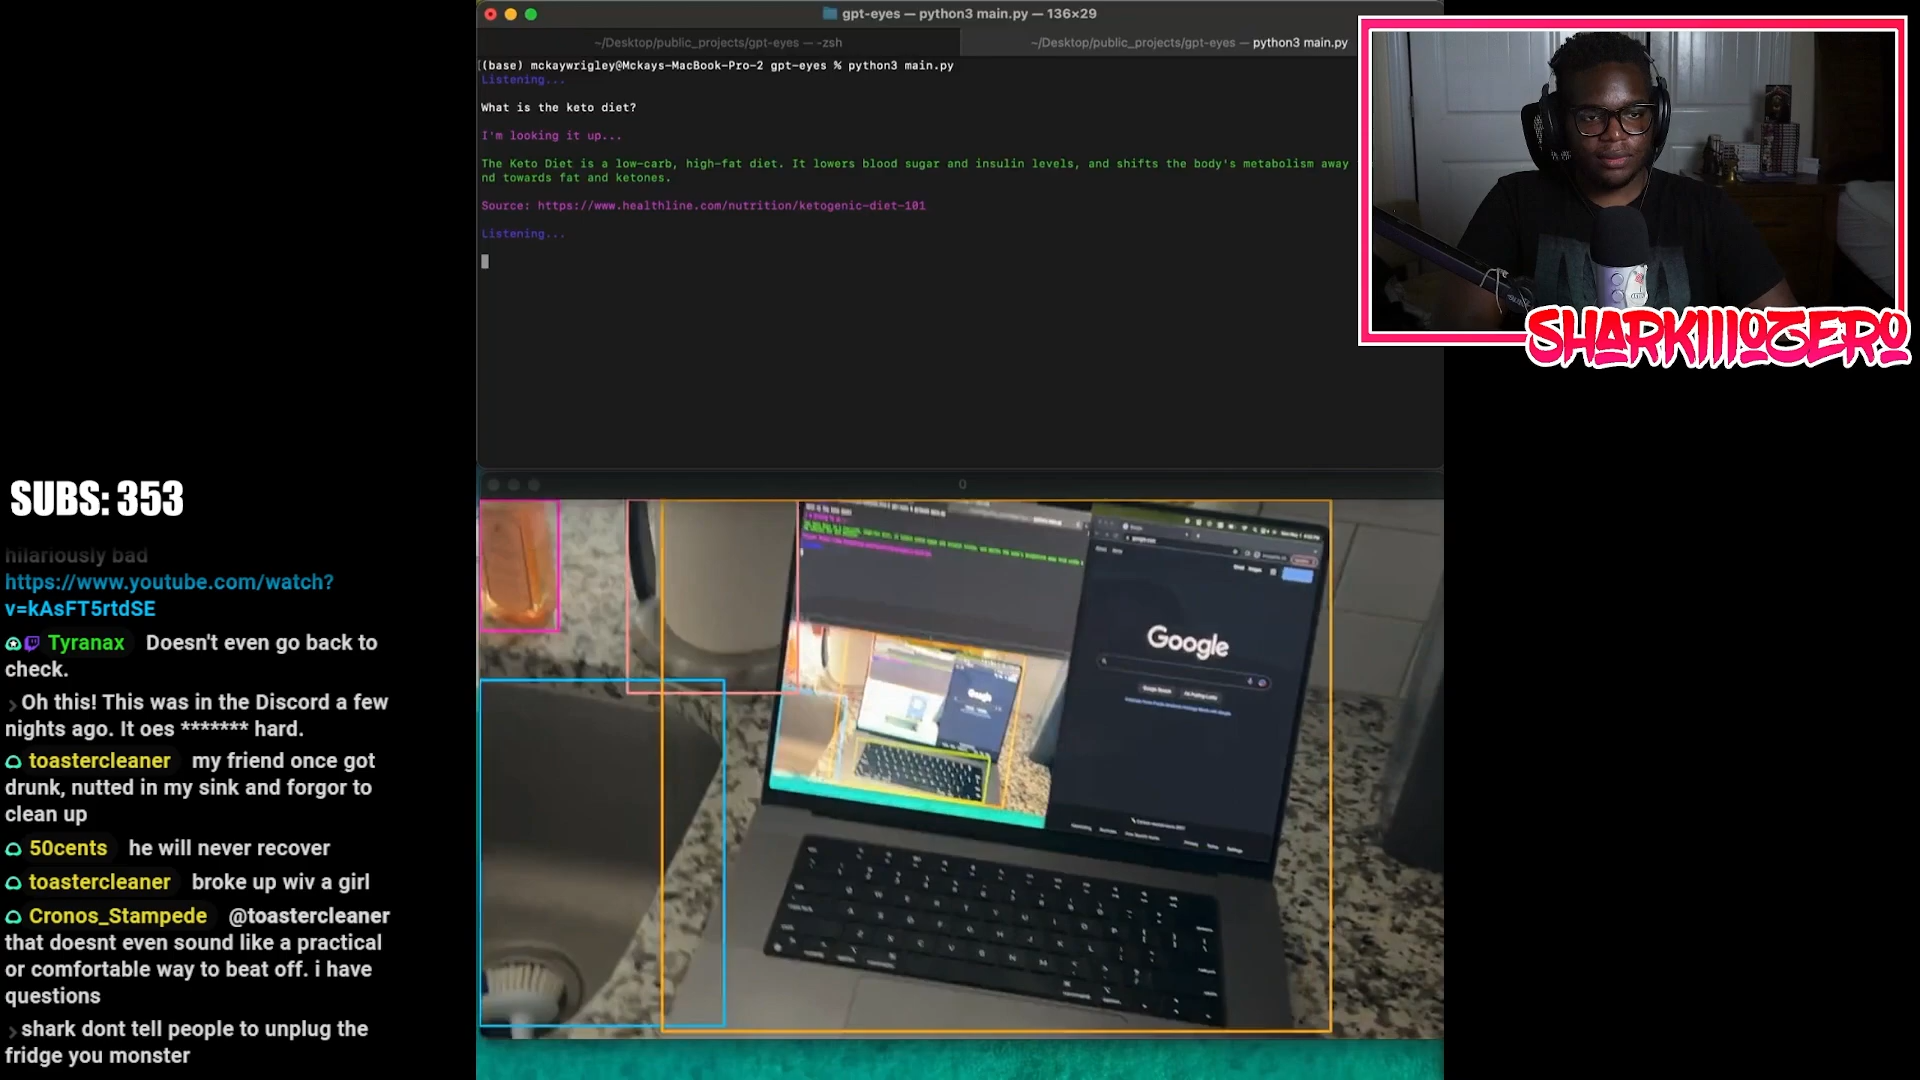 gpt-eyes — python3 main.py — 136×29
~/Desktop/public_projects/gpt-eyes — -zsh
~/Desktop/public_projects/gpt-eyes — python3 main.py
(base) mckaywrigley@Mckays-MacBook-Pro-2 gpt-eyes % python3 main.py
Listening...
What is the keto diet?
I'm looking it up...
The Keto Diet is a low-carb, high-fat diet. It lowers blood sugar and insulin levels, and shifts the body's metabolism away
nd towards fat and ketones.
Source: https://www.healthline.com/nutrition/ketogenic-diet-101
Listening...
SHARK1110ZERO
0
Google
Google
SUBS: 353
hilariously bad
https://www.youtube.com/watch?
v=kAsFT5rtdSE
Tyranax Doesn't even go back to
check.
Oh this! This was in the Discord a few
nights ago. It oes ******* hard.
toastercleaner my friend once got
drunk, nutted in my sink and forgor to
clean up
50cents he will never recover
toastercleaner broke up wiv a girl
Cronos_Stampede @toastercleaner
that doesnt even sound like a practical
or comfortable way to beat off. i have
questions
shark dont tell people to unplug the
fridge you monster